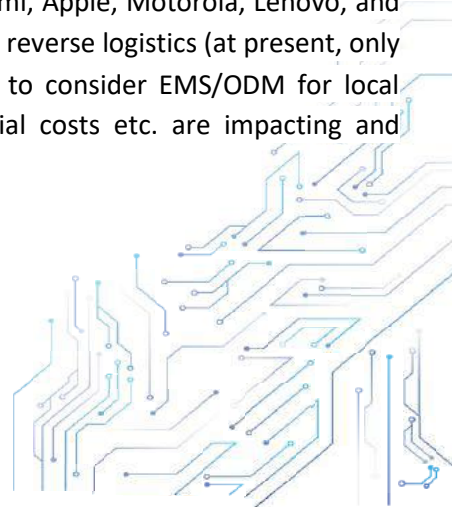 mi, Apple, Motorola, Lenovo, and
reverse logistics (at present, only
to consider EMS/ODM for local
ial costs etc. are impacting and